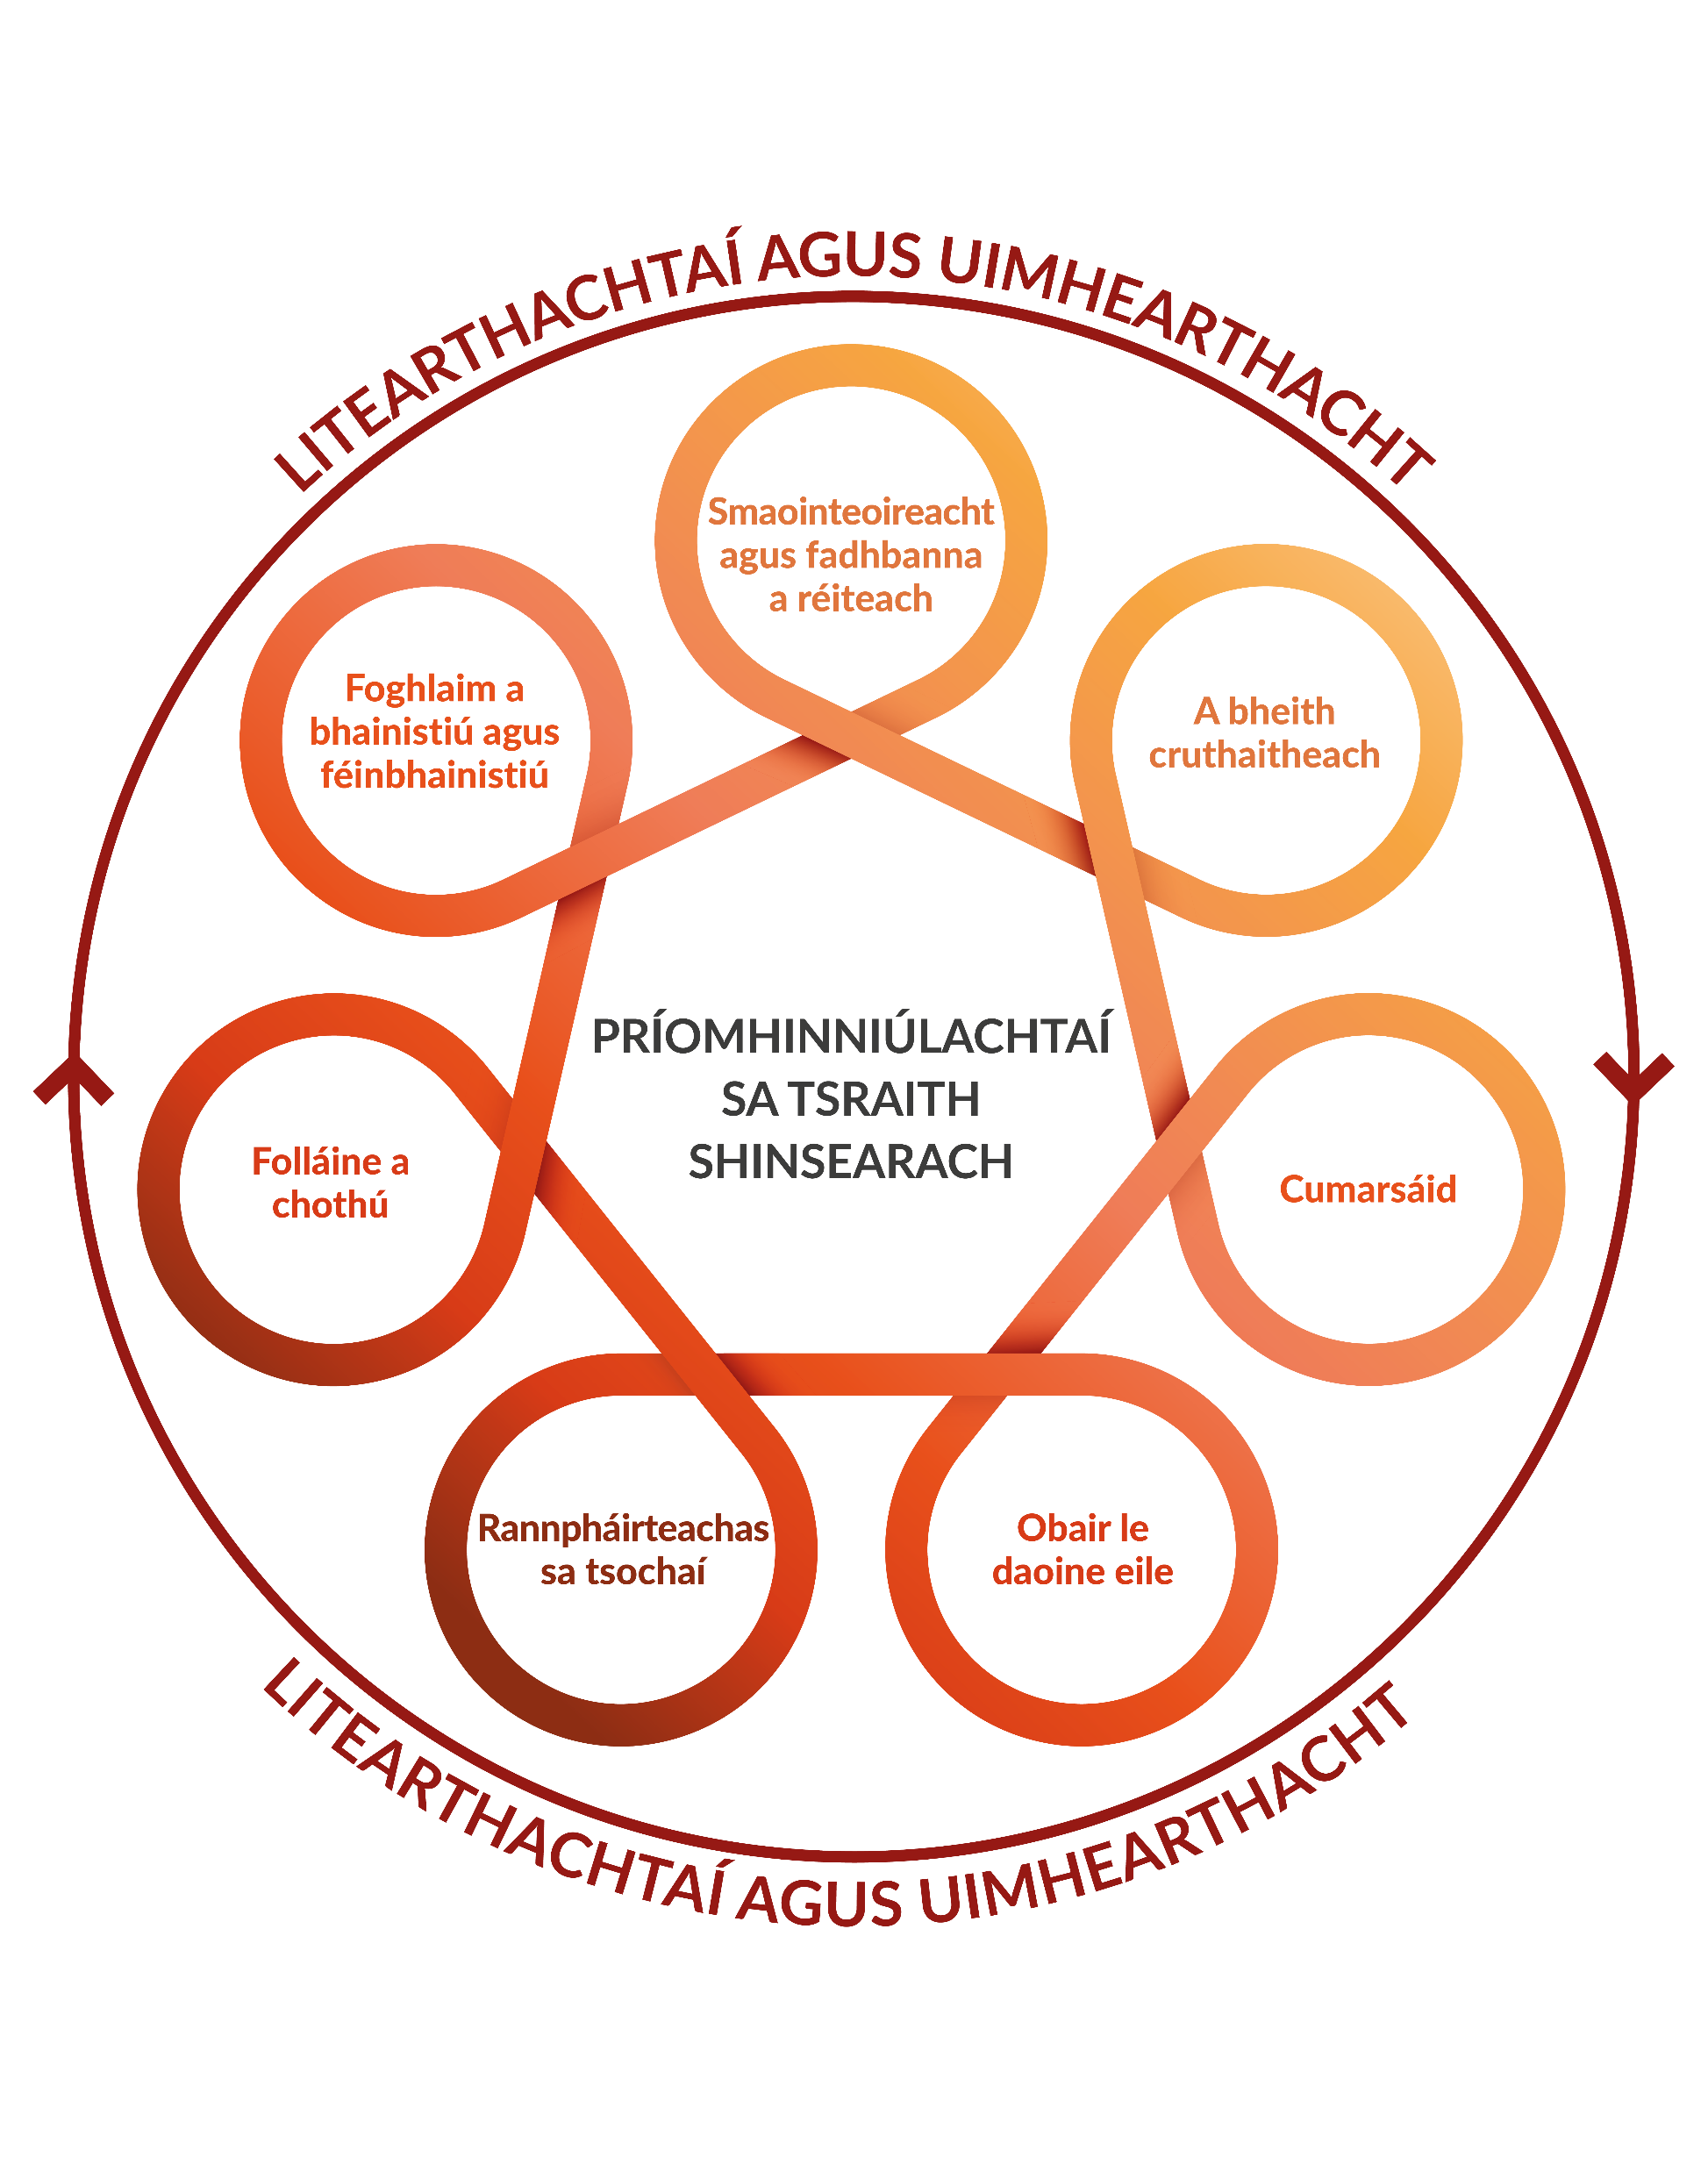 LITEARTHACHTAÍ AGUS UIMHEARTHACHT
Smaointeoireacht
agus fadhbanna
a réiteach
A bheith
cruthaitheach
Cumarsáid
Obair le
daoine eile
Rannpháirteachas
sa tsochaí
Folláine a
chothú
Foghlaim a
bhainistiú agus
féinbhainistiú
PRÍOMHINNIÚLACHTAÍ
SA TSRAITH
SHINSEARACH
LITEARTHACHTAÍ AGUS UIMHEARTHACHT